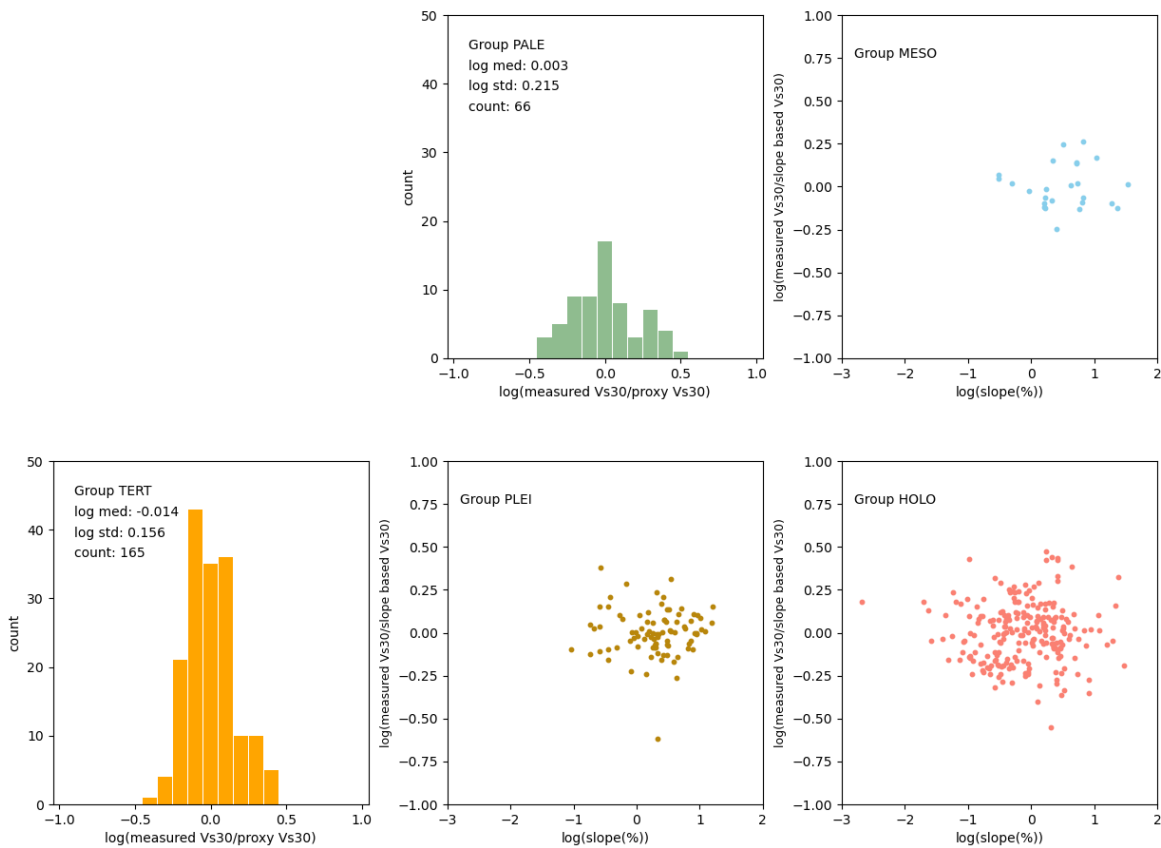 50
40
30
20
10
0
count
Group PALE
log med: 0.003
log std: 0.215
count: 66
−1.0 −0.5 0.0 0.5 1.0
log(measured Vs30/proxy Vs30)
1.00
0.75
0.50
0.25
0.00
−0.25
−0.50
−0.75
−1.00
log(measured Vs30/slope based Vs30)
Group MESO
−3 −2 −1 0 1 2
log(slope(%))
50
40
30
20
10
0
count
Group TERT
log med: -0.014
log std: 0.156
count: 165
−1.0 −0.5 0.0 0.5 1.0
log(measured Vs30/proxy Vs30)
1.00
0.75
0.50
0.25
0.00
−0.25
−0.50
−0.75
−1.00
log(measured Vs30/slope based Vs30)
Group PLEI
−3 −2 −1 0 1 2
log(slope(%))
1.00
0.75
0.50
0.25
0.00
−0.25
−0.50
−0.75
−1.00
log(measured Vs30/slope based Vs30)
Group HOLO
−3 −2 −1 0 1 2
log(slope(%))